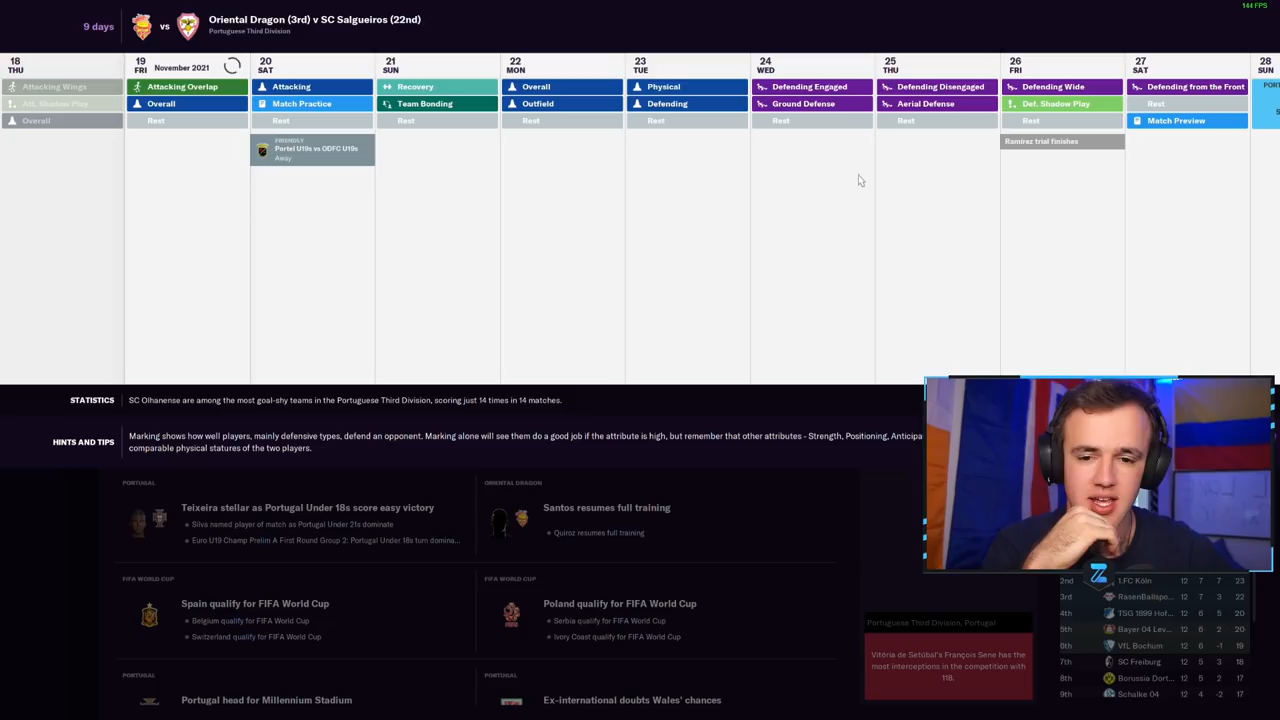 144 FPS
9 days
vs
Oriental Dragon (3rd) v SC Salgueiros (22nd)
Portuguese Third Division
18
THU
19
FRI
November 2021
20
SAT
21
SUN
22
MON
23
TUE
24
WED
25
THU
26
FRI
27
SAT
28
SUN
Attacking Wings
Attacking Overlap
Attacking
Recovery
Overall
Physical
Defending Engaged
Defending Disengaged
Defending Wide
Defending from the Front
Att. Shadow Play
Overall
Match Practice
Team Bonding
Outfield
Defending
Ground Defense
Aerial Defense
Def. Shadow Play
Rest
Overall
Rest
Rest
Rest
Rest
Rest
Rest
Rest
Rest
Match Preview
FRIENDLY
Portel U19s vs ODFC U19s
Away
Ramírez trial finishes
STATISTICS
SC Olhanense are among the most goal-shy teams in the Portuguese Third Division, scoring just 14 times in 14 matches.
HINTS AND TIPS
Marking shows how well players, mainly defensive types, defend an opponent. Marking alone will see them do a good job if the attribute is high, but remember that other attributes - Strength, Positioning, Anticipa
comparable physical statures of the two players.
PORTUGAL
Teixeira stellar as Portugal Under 18s score easy victory
Silva named player of match as Portugal Under 21s dominate
Euro U19 Champ Prelim A First Round Group 2: Portugal Under 18s turn domina...
ORIENTAL DRAGON
Santos resumes full training
Quiroz resumes full training
FIFA WORLD CUP
Spain qualify for FIFA World Cup
Belgium qualify for FIFA World Cup
Switzerland qualify for FIFA World Cup
FIFA WORLD CUP
Poland qualify for FIFA World Cup
Serbia qualify for FIFA World Cup
Ivory Coast qualify for FIFA World Cup
PORTUGAL
Portugal head for Millennium Stadium
PORTUGAL
Ex-international doubts Wales' chances
Portuguese Third Division, Portugal
Vitória de Setúbal's François Sene has the
most interceptions in the competition with
118.
2nd 1.FC Köln 12 7 7 23
3rd RasenBallspo... 12 7 3 22
4th TSG 1899 Hof... 12 6 5 20
5th Bayer 04 Lev... 12 6 2 20
6th VfL Bochum 12 6 -1 19
7th SC Freiburg 12 5 3 18
8th Borussia Dort... 12 5 2 17
9th Schalke 04 12 4 -2 17